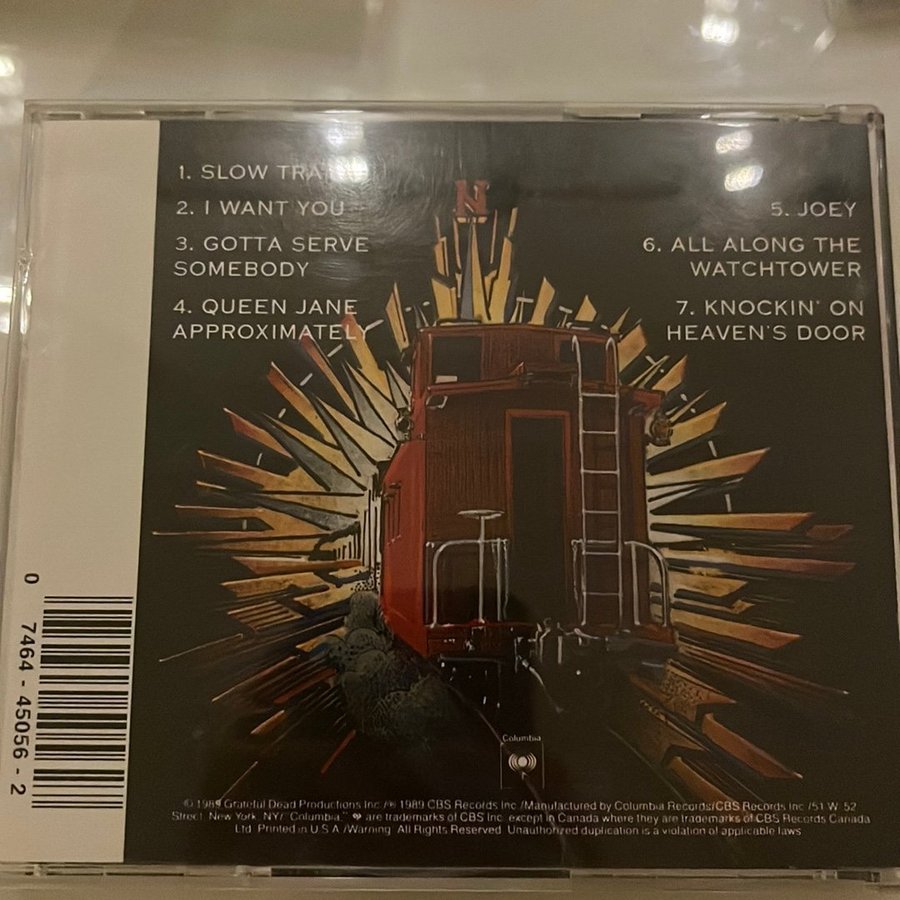 1. SLOW TRAIN
2. I WANT YOU
3. GOTTA SERVE
SOMEBODY
4. QUEEN JANE
APPROXIMATELY
N
5. JOEY
6. ALL ALONG THE
WATCHTOWER
7. KNOCKIN' ON
HEAVEN'S DOOR
0 7464-45056-2
Columbia
© 1989 Grateful Dead Productions Inc./℗ 1989 CBS Records Inc./Manufactured by Columbia Records/CBS Records Inc./51 W. 52
Street, New York, NY/"Columbia," are trademarks of CBS Inc. except in Canada where they are trademarks of CBS Records Canada
Ltd. Printed in U.S.A./Warning: All Rights Reserved. Unauthorized duplication is a violation of applicable laws.